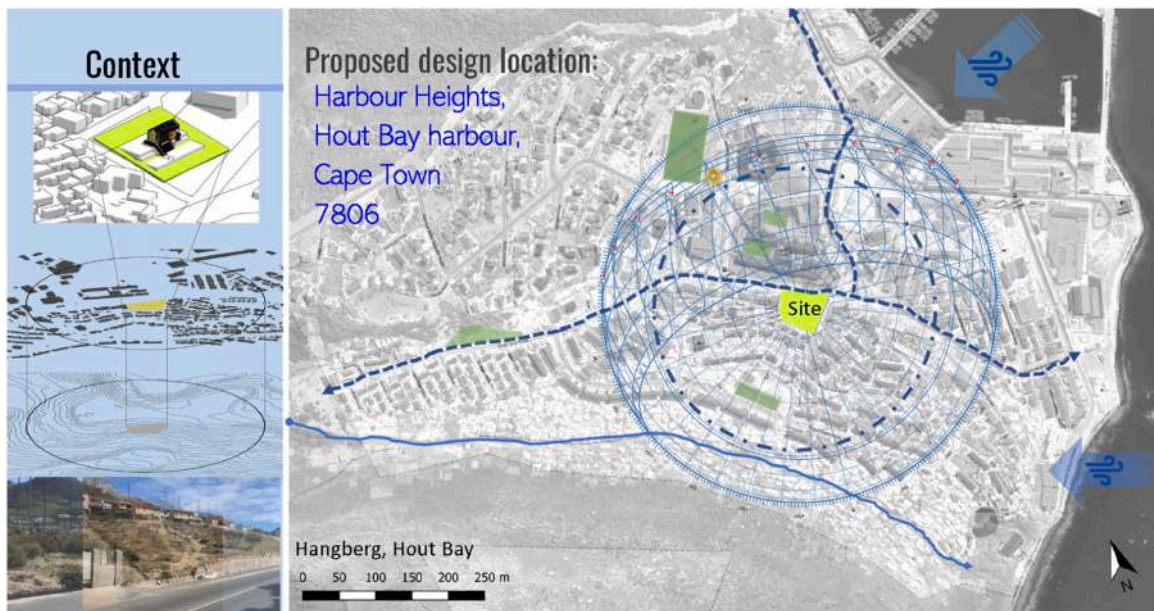 Context
Proposed design location:
Harbour Heights,
Hout Bay harbour,
Cape Town
7806
Site
Hangberg, Hout Bay
0 50 100 150 200 250 m
N